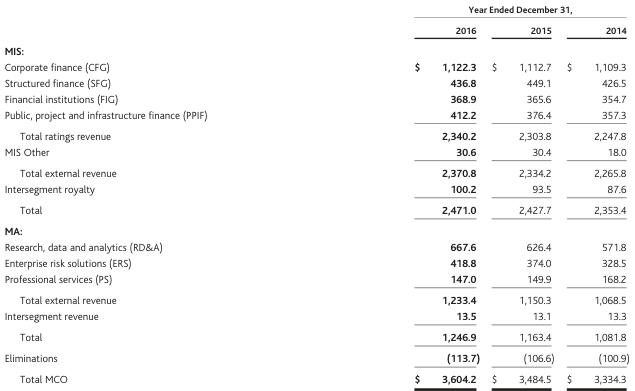 Year Ended December 31,
2016 2015 2014
MIS:
Corporate finance (CFG) $ 1,122.3 $ 1,112.7 $ 1,109.3
Structured finance (SFG) 436.8 449.1 426.5
Financial institutions (FIG) 368.9 365.6 354.7
Public, project and infrastructure finance (PPIF) 412.2 376.4 357.3
Total ratings revenue 2,340.2 2,303.8 2,247.8
MIS Other 30.6 30.4 18.0
Total external revenue 2,370.8 2,334.2 2,265.8
Intersegment royalty 100.2 93.5 87.6
Total 2,471.0 2,427.7 2,353.4
MA:
Research, data and analytics (RD&A) 667.6 626.4 571.8
Enterprise risk solutions (ERS) 418.8 374.0 328.5
Professional services (PS) 147.0 149.9 168.2
Total external revenue 1,233.4 1,150.3 1,068.5
Intersegment revenue 13.5 13.1 13.3
Total 1,246.9 1,163.4 1,081.8
Eliminations (113.7) (106.6) (100.9)
Total MCO $ 3,604.2 $ 3,484.5 $ 3,334.3